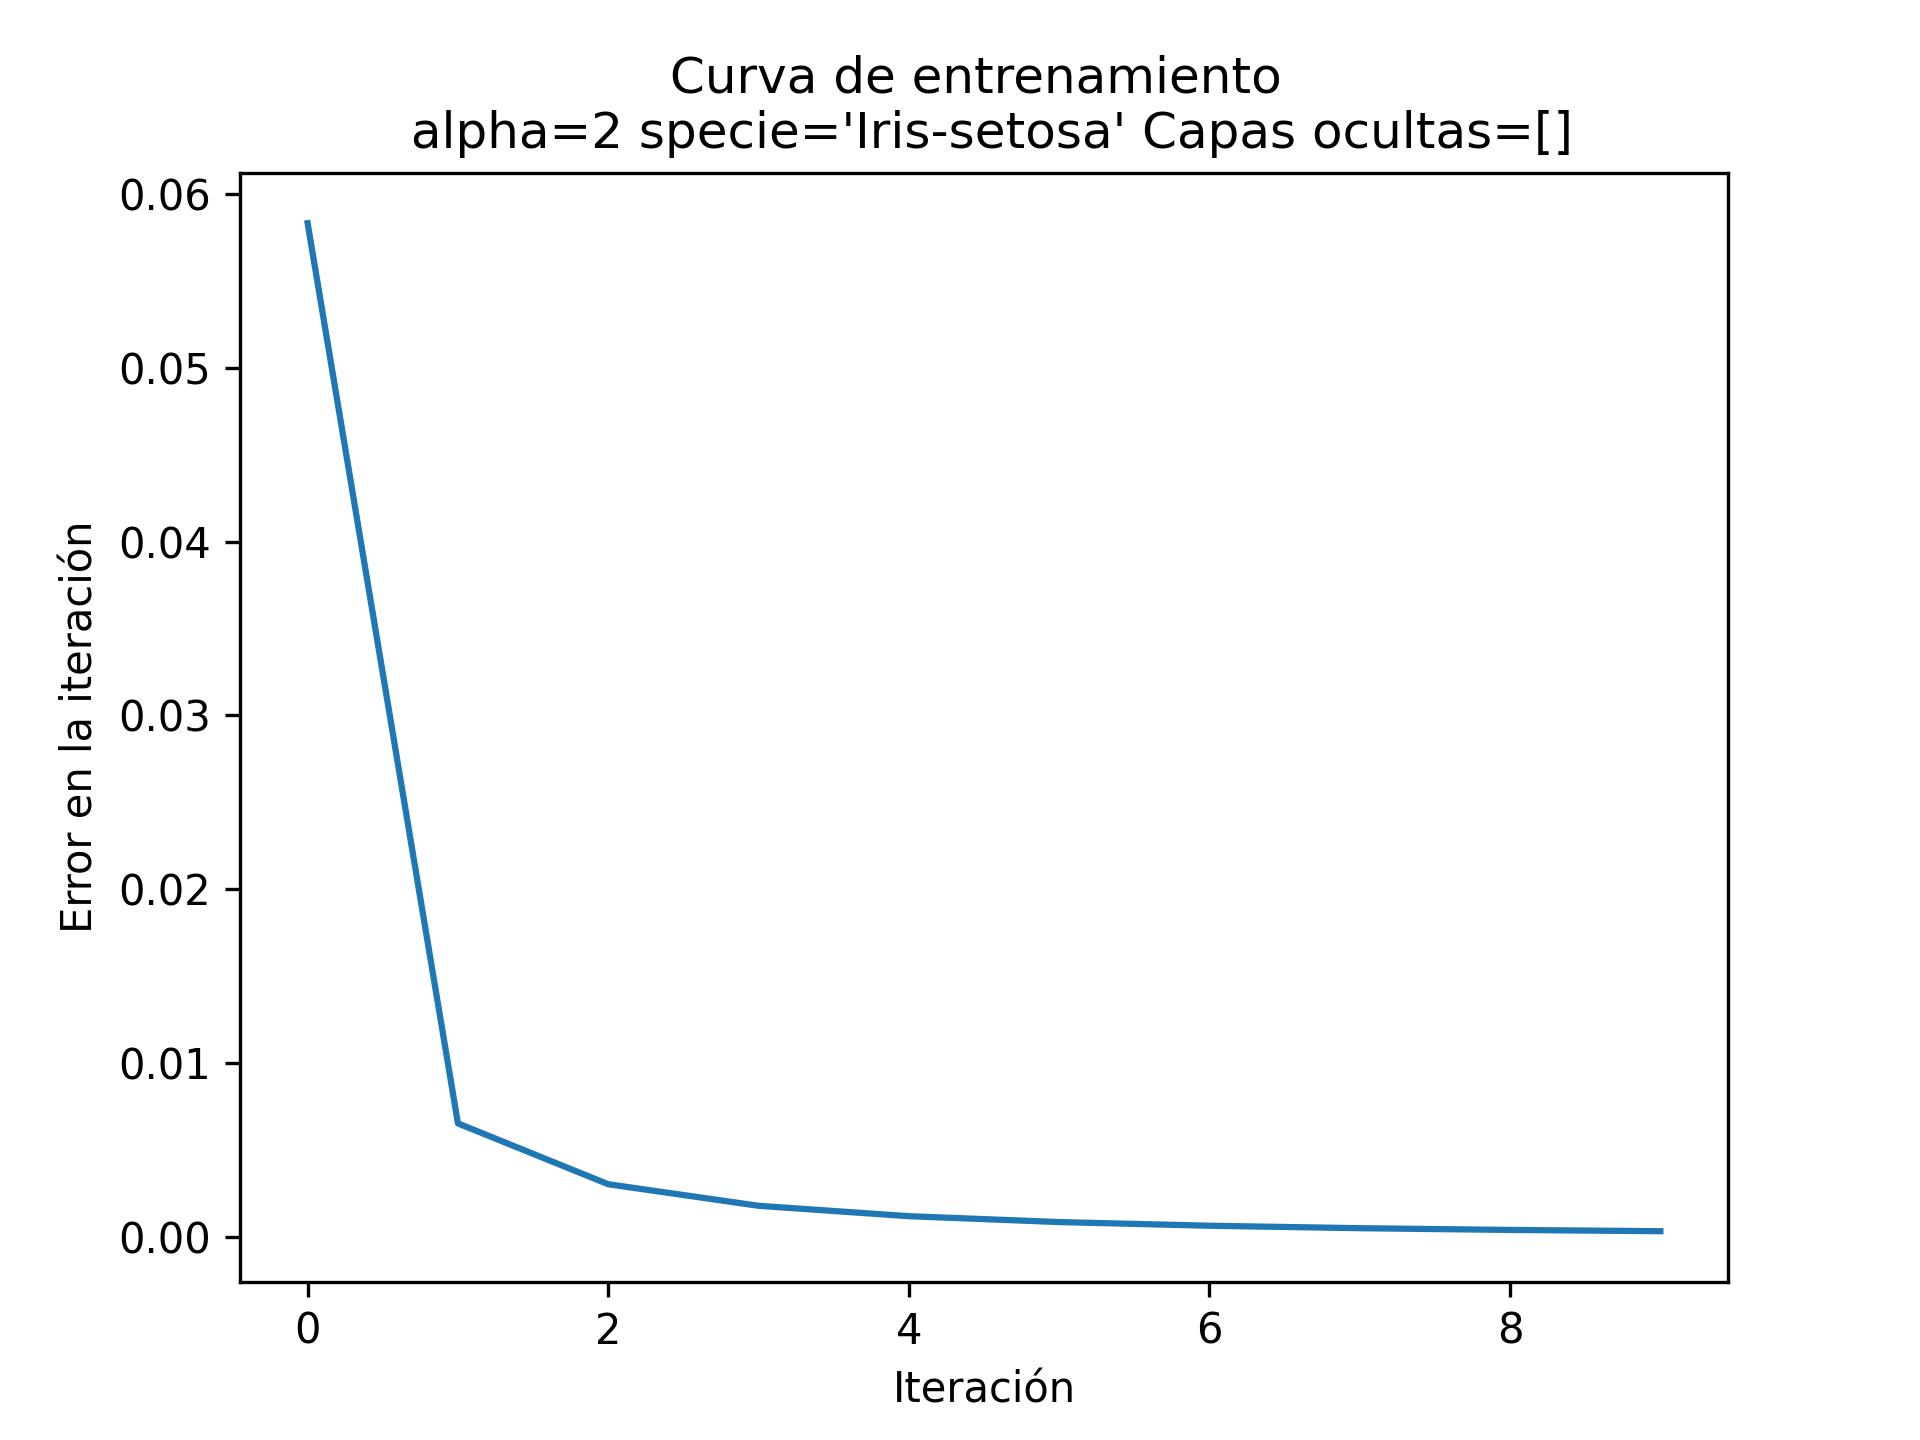 Curva de entrenamiento
alpha=2 specie='Iris-setosa' Capas ocultas=[]
Error en la iteración
0.06
0.05
0.04
0.03
0.02
0.01
0.00
0 2 4 6 8
Iteración